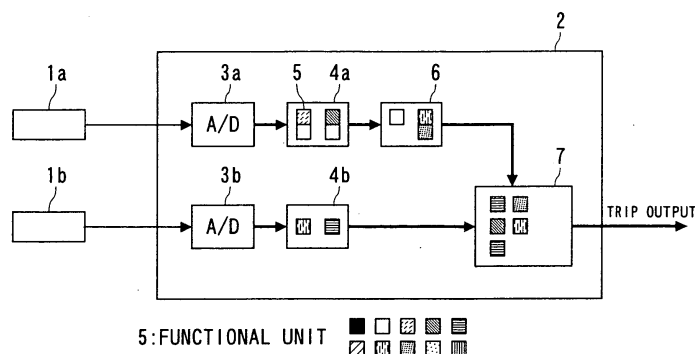 2
1a 3a 5 4a 6
A/D
7
1b 3b 4b
A/D
TRIP OUTPUT
5:FUNCTIONAL UNIT